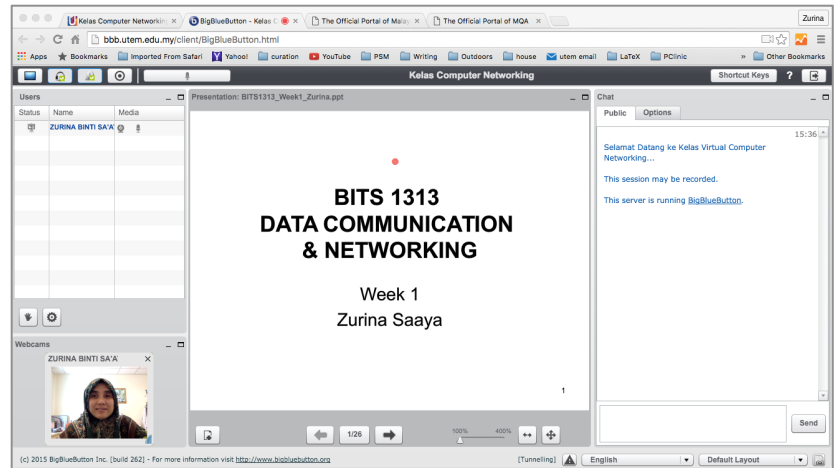 Kelas Computer Networkin
BigBlueButton - Kelas C
The Official Portal of Malay
The Official Portal of MQA
Zurina
bbb.utem.edu.my/client/BigBlueButton.html
Apps
Bookmarks
Imported From Safari
Yahoo!
curation
YouTube
PSM
Writing
Outdoors
house
utem email
LaTeX
PClinic
»
Other Bookmarks
Kelas Computer Networking
Shortcut Keys
?
Users
Status
Name
Media
ZURINA BINTI SA'A'
Webcams
ZURINA BINTI SA'A'
Presentation: BITS1313_Week1_Zurina.ppt
BITS 1313
DATA COMMUNICATION
& NETWORKING
Week 1
Zurina Saaya
1
1/26
100%
400%
Chat
Public
Options
15:36
Selamat Datang ke Kelas Virtual Computer
Networking...
This session may be recorded.
This server is running BigBlueButton.
Send
(c) 2015 BigBlueButton Inc. [build 262] - For more information visit http://www.bigbluebutton.org
[Tunnelling]
English
Default Layout